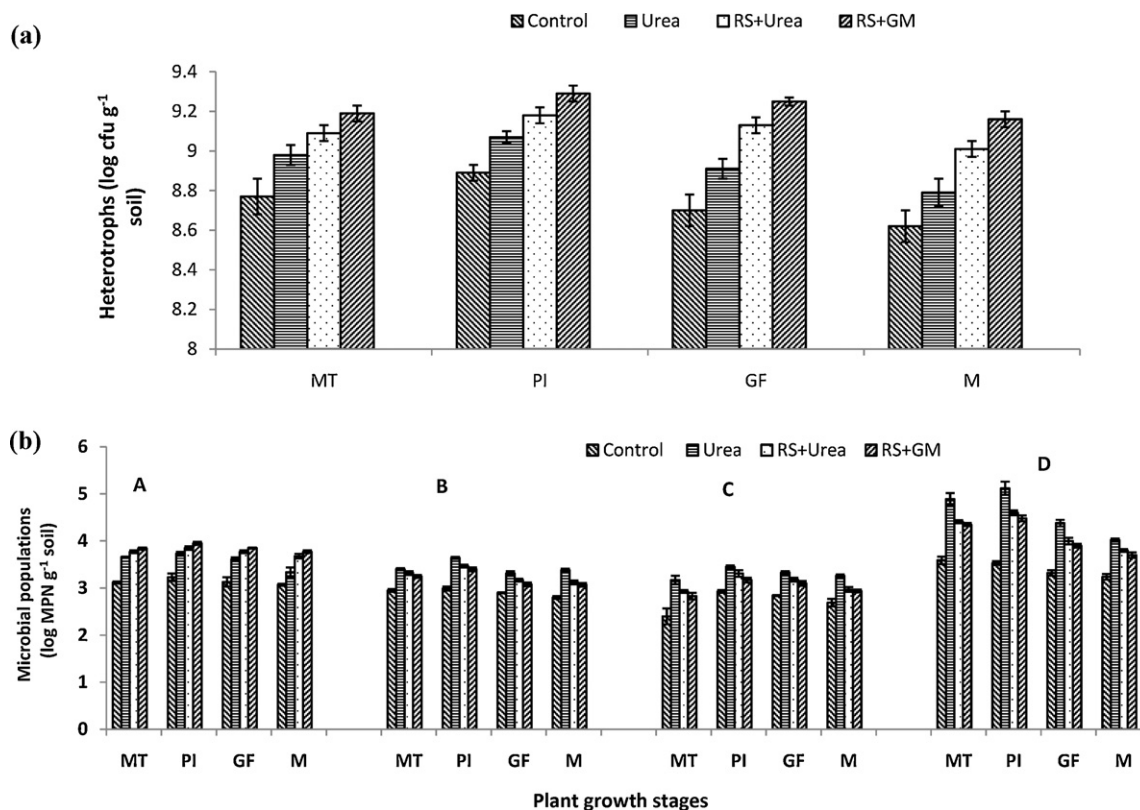 (a)
Control Urea RS+Urea RS+GM
Heterotrophs (log cfu g⁻¹
soil)
9.4
9.2
9
8.8
8.6
8.4
8.2
8
MT PI GF M
(b)
Control Urea RS+Urea RS+GM
Microbial populations
(log MPN g⁻¹ soil)
6
5
4
3
2
1
0
A B C D
MT PI GF M MT PI GF M MT PI GF M MT PI GF M
Plant growth stages